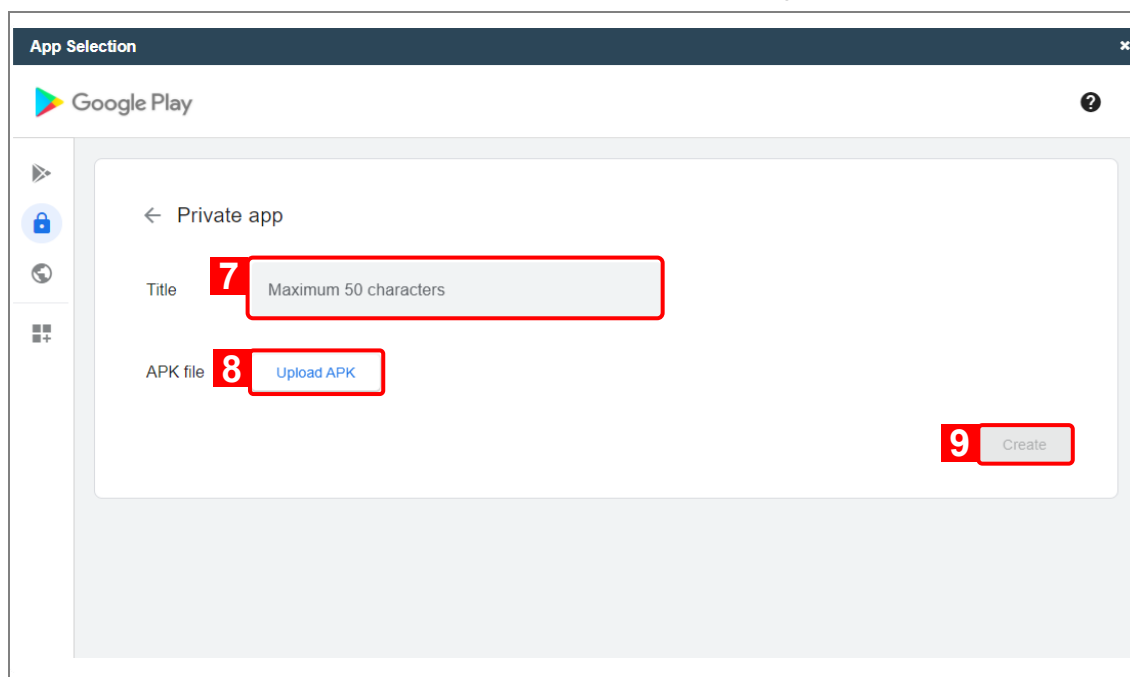 App Selection
Google Play
Private app
Title 7 Maximum 50 characters
APK file 8 Upload APK
9 Create